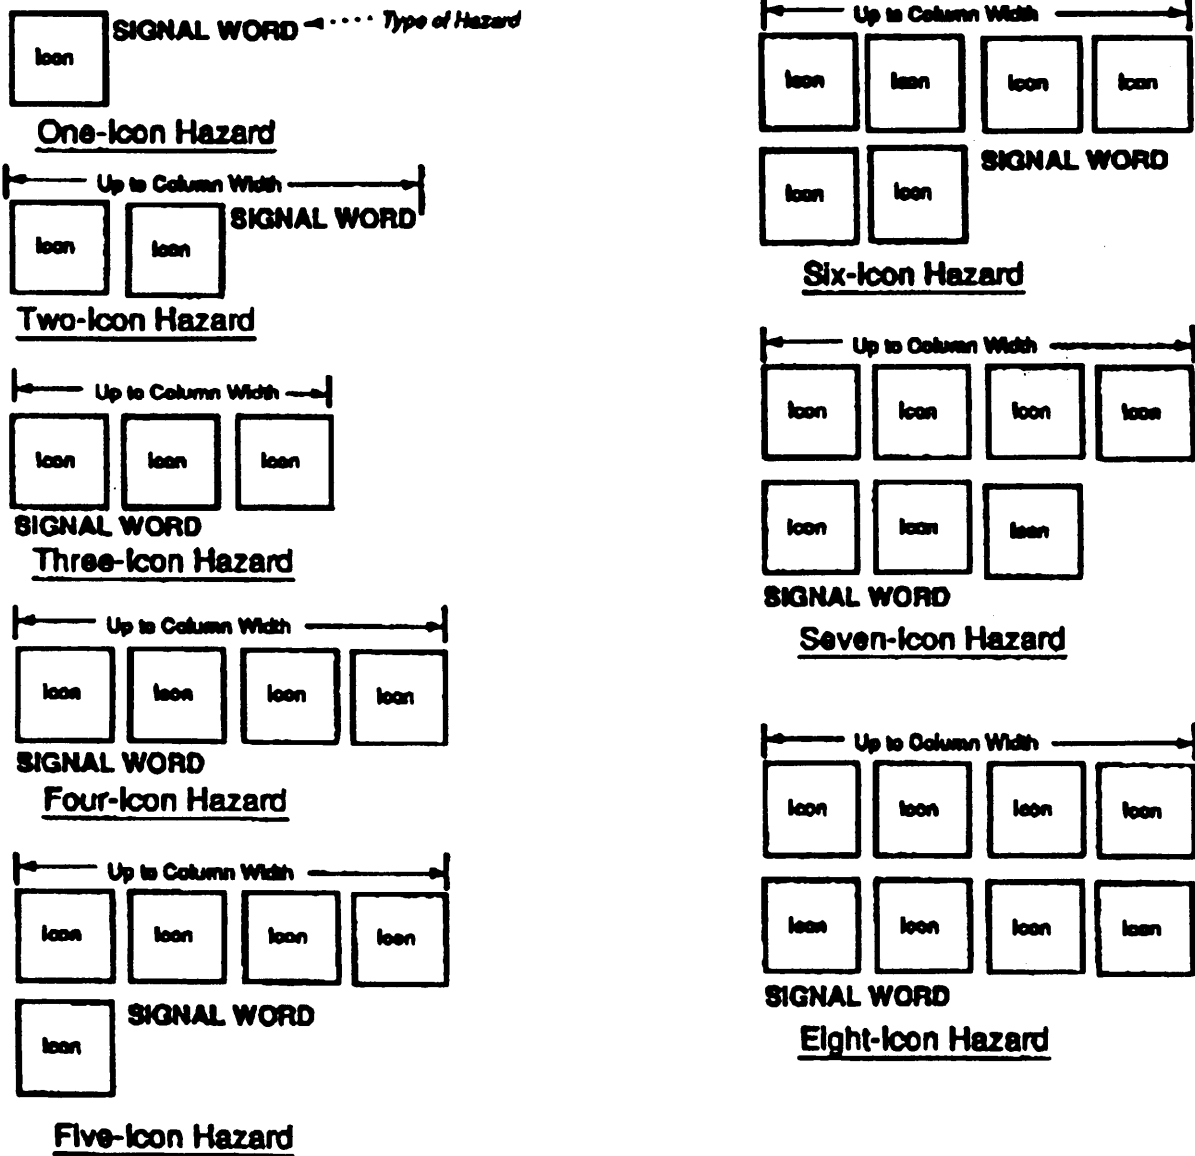 SIGNAL WORD Type of Hazard
Icon
One-Icon Hazard
Up to Column Width
SIGNAL WORD
Icon Icon
Two-Icon Hazard
Up to Column Width
Icon Icon Icon
SIGNAL WORD
Three-Icon Hazard
Up to Column Width
Icon Icon Icon Icon
SIGNAL WORD
Four-Icon Hazard
Up to Column Width
Icon Icon Icon Icon
SIGNAL WORD
Icon
Five-Icon Hazard
Up to Column Width
Icon Icon Icon Icon
SIGNAL WORD
Icon Icon
Six-Icon Hazard
Up to Column Width
Icon Icon Icon Icon
Icon Icon Icon
SIGNAL WORD
Seven-Icon Hazard
Up to Column Width
Icon Icon Icon Icon
Icon Icon Icon Icon
SIGNAL WORD
Eight-Icon Hazard